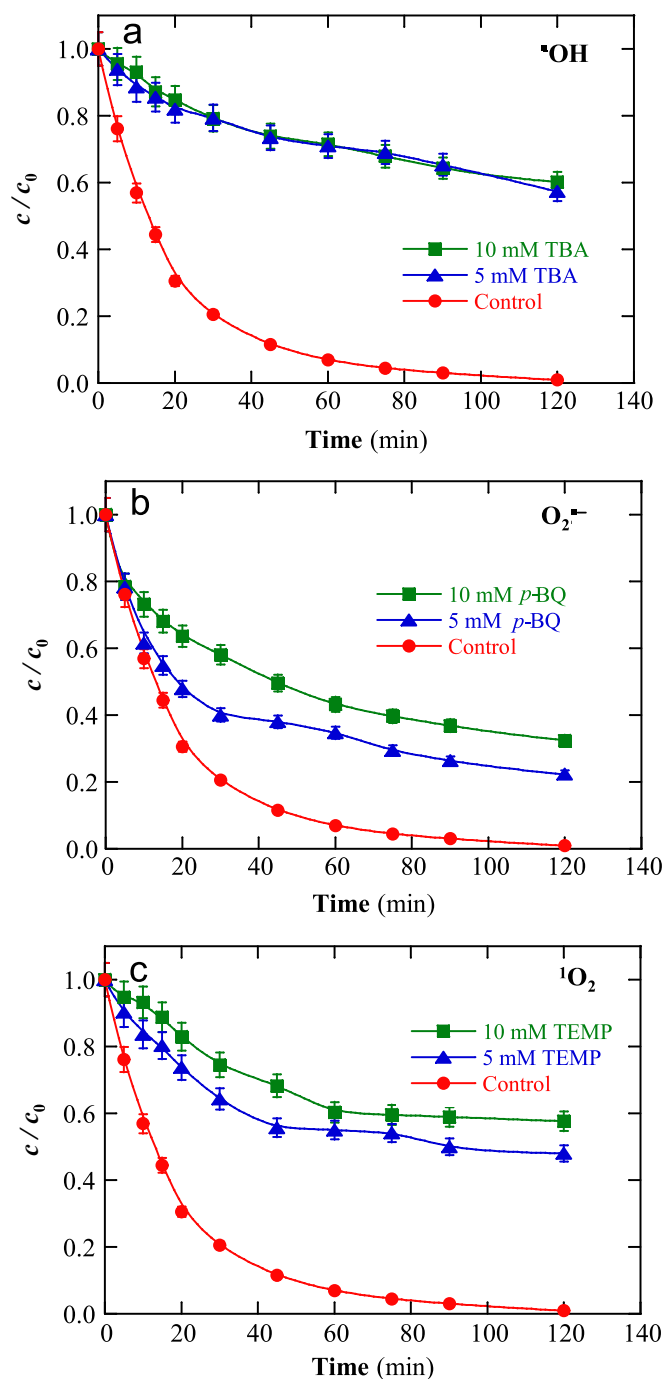 a
▪OH
1.0
0.8
0.6
0.4
0.2
0.0
c / c₀
10 mM TBA
5 mM TBA
Control
0 20 40 60 80 100 120 140
Time (min)
b
O₂▪–
1.0
0.8
0.6
0.4
0.2
0.0
c / c₀
10 mM p-BQ
5 mM p-BQ
Control
0 20 40 60 80 100 120 140
Time (min)
c
¹O₂
1.0
0.8
0.6
0.4
0.2
0.0
c / c₀
10 mM TEMP
5 mM TEMP
Control
0 20 40 60 80 100 120 140
Time (min)